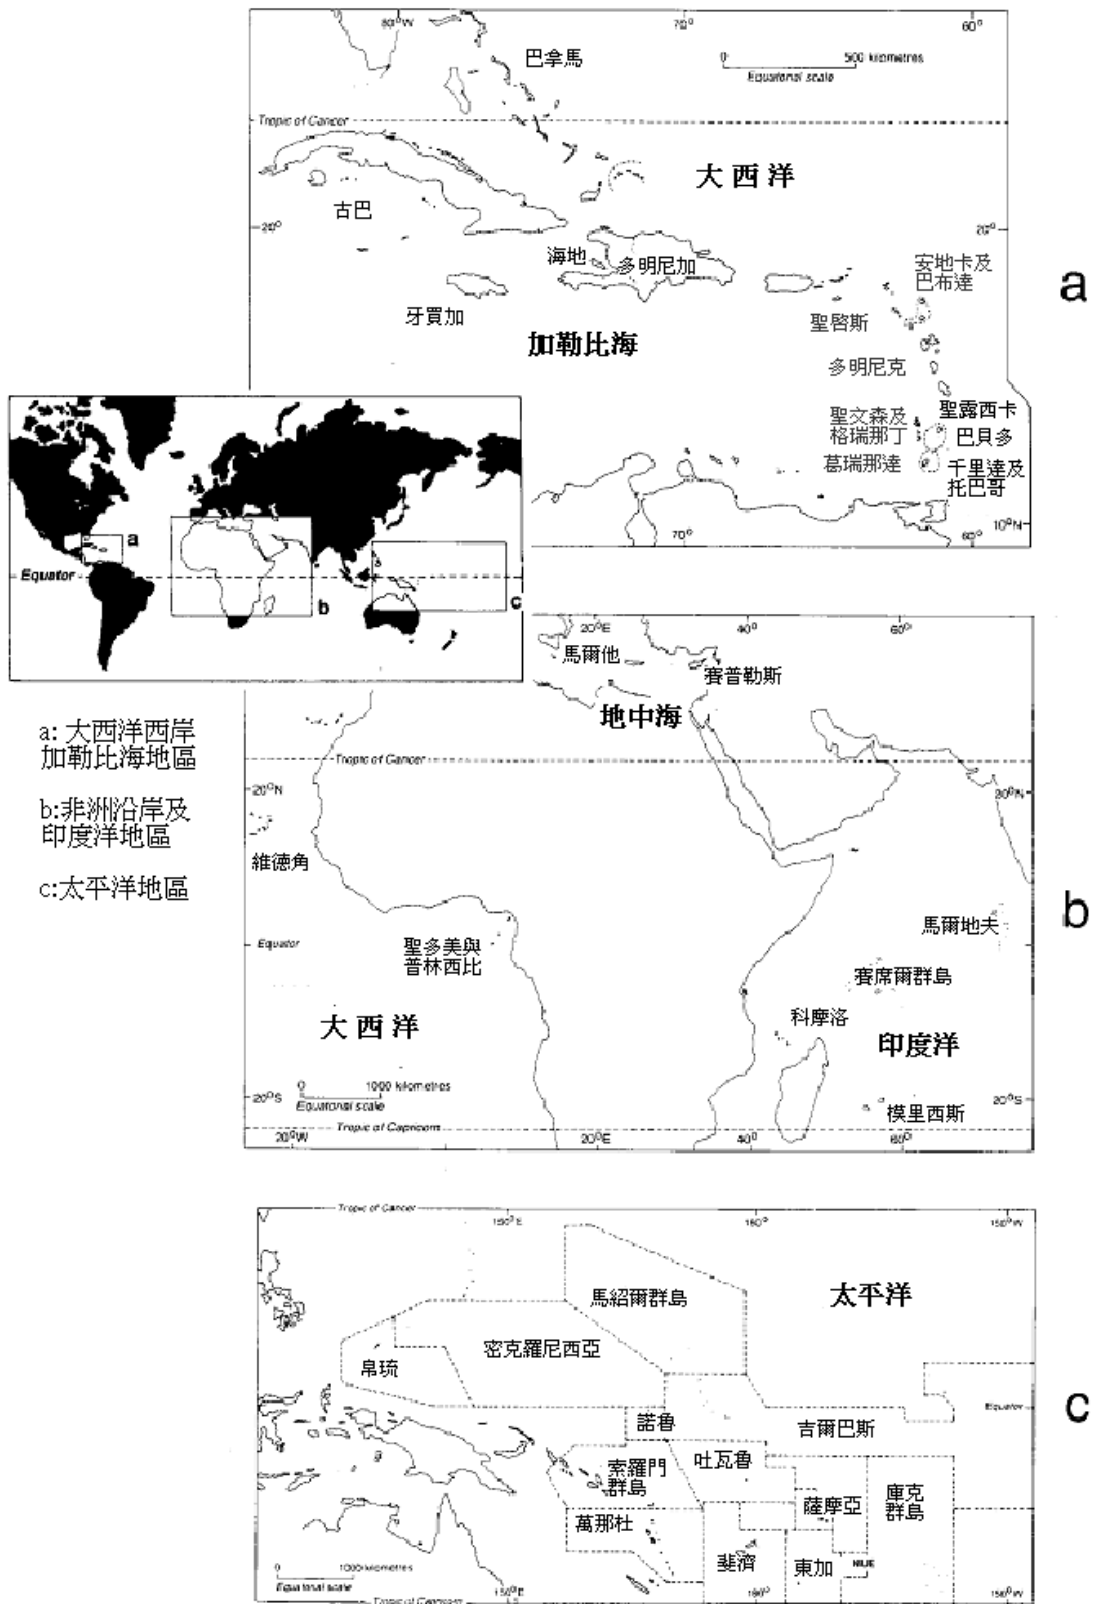 80°W
70°
60°
巴拿馬
0 500 kilometres
Equatorial scale
Tropic of Cancer
大西洋
古巴
20°
20°
海地
多明尼加
安地卡及
巴布達
a
牙買加
聖啓斯
加勒比海
多明尼克
聖露西卡
聖文森及
格瑞那丁
巴貝多
葛瑞那達
千里達及
托巴哥
10°N
70°
60°
a
Equator
b
c
20°E
40°
60°
馬爾他
賽普勒斯
地中海
a: 大西洋西岸
加勒比海地區
b:非洲沿岸及
印度洋地區
c:太平洋地區
Tropic of Cancer
20°N
20°N
維德角
b
馬爾地夫
Equator
聖多美與
普林西比
賽席爾群島
科摩洛
大西洋
印度洋
0 1000 kilometres
Equatorial scale
20°S
20°S
模里西斯
Tropic of Capricorn
20°W
20°E
40°
60°
Tropic of Cancer
150°E
180°
150°W
馬紹爾群島
太平洋
密克羅尼西亞
帛琉
c
Equator
諾魯
吉爾巴斯
索羅門
群島
吐瓦魯
薩摩亞
庫克
群島
萬那杜
斐濟
東加
NIUE
0 1000 kilometres
Equatorial scale
150°E
180°
150°W
Tropic of Capricorn